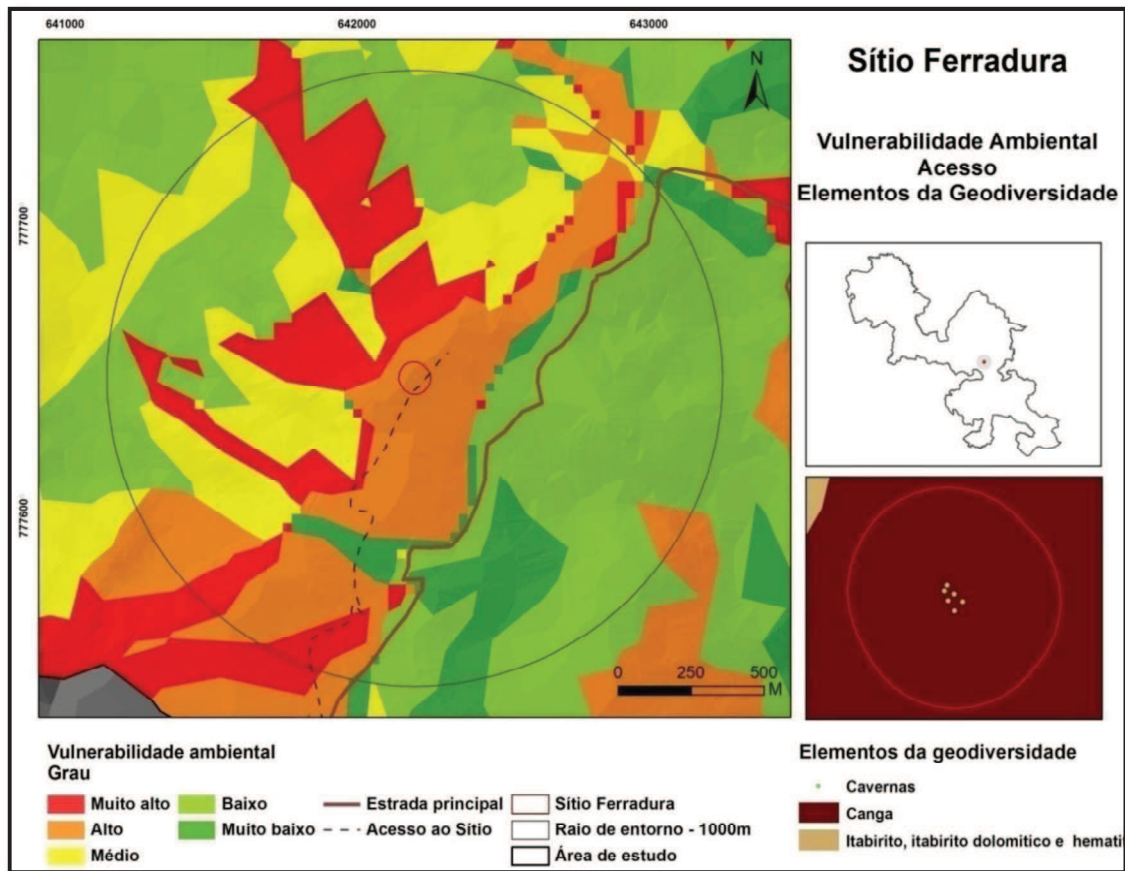 641000 642000 643000
777700
777600
N
0 250 500
M
Sítio Ferradura
Vulnerabilidade Ambiental
Acesso
Elementos da Geodiversidade
Vulnerabilidade ambiental
Grau
Muito alto
Alto
Médio
Baixo
Muito baixo
Estrada principal
Acesso ao Sítio
Sítio Ferradura
Raio de entorno - 1000m
Área de estudo
Elementos da geodiversidade
Cavernas
Canga
Itabirito, itabirito dolomitico e hemati